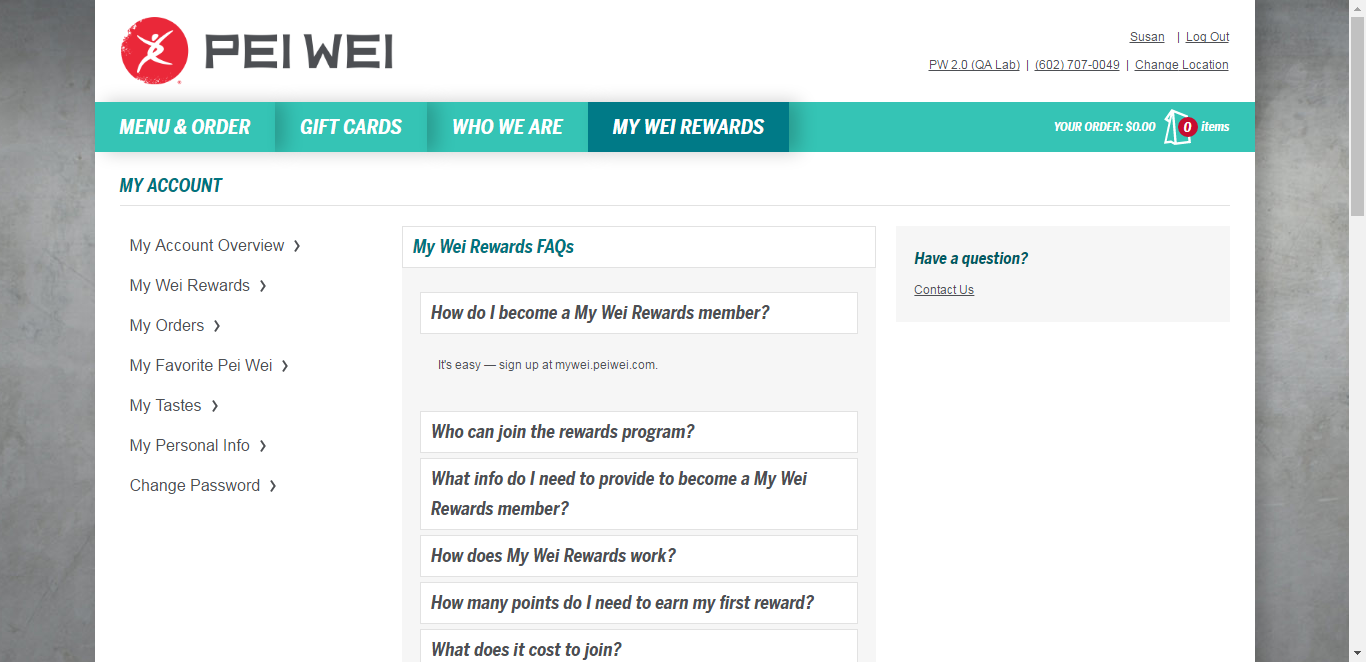 PEI WEI
Susan | Log Out
PW 2.0 (QA Lab) | (602) 707-0049 | Change Location
MENU & ORDER GIFT CARDS WHO WE ARE MY WEI REWARDS YOUR ORDER: $0.00 0 items
MY ACCOUNT
My Account Overview
My Wei Rewards
My Orders
My Favorite Pei Wei
My Tastes
My Personal Info
Change Password
My Wei Rewards FAQs
How do I become a My Wei Rewards member?
It's easy — sign up at mywei.peiwei.com.
Who can join the rewards program?
What info do I need to provide to become a My Wei
Rewards member?
How does My Wei Rewards work?
How many points do I need to earn my first reward?
What does it cost to join?
Have a question?
Contact Us